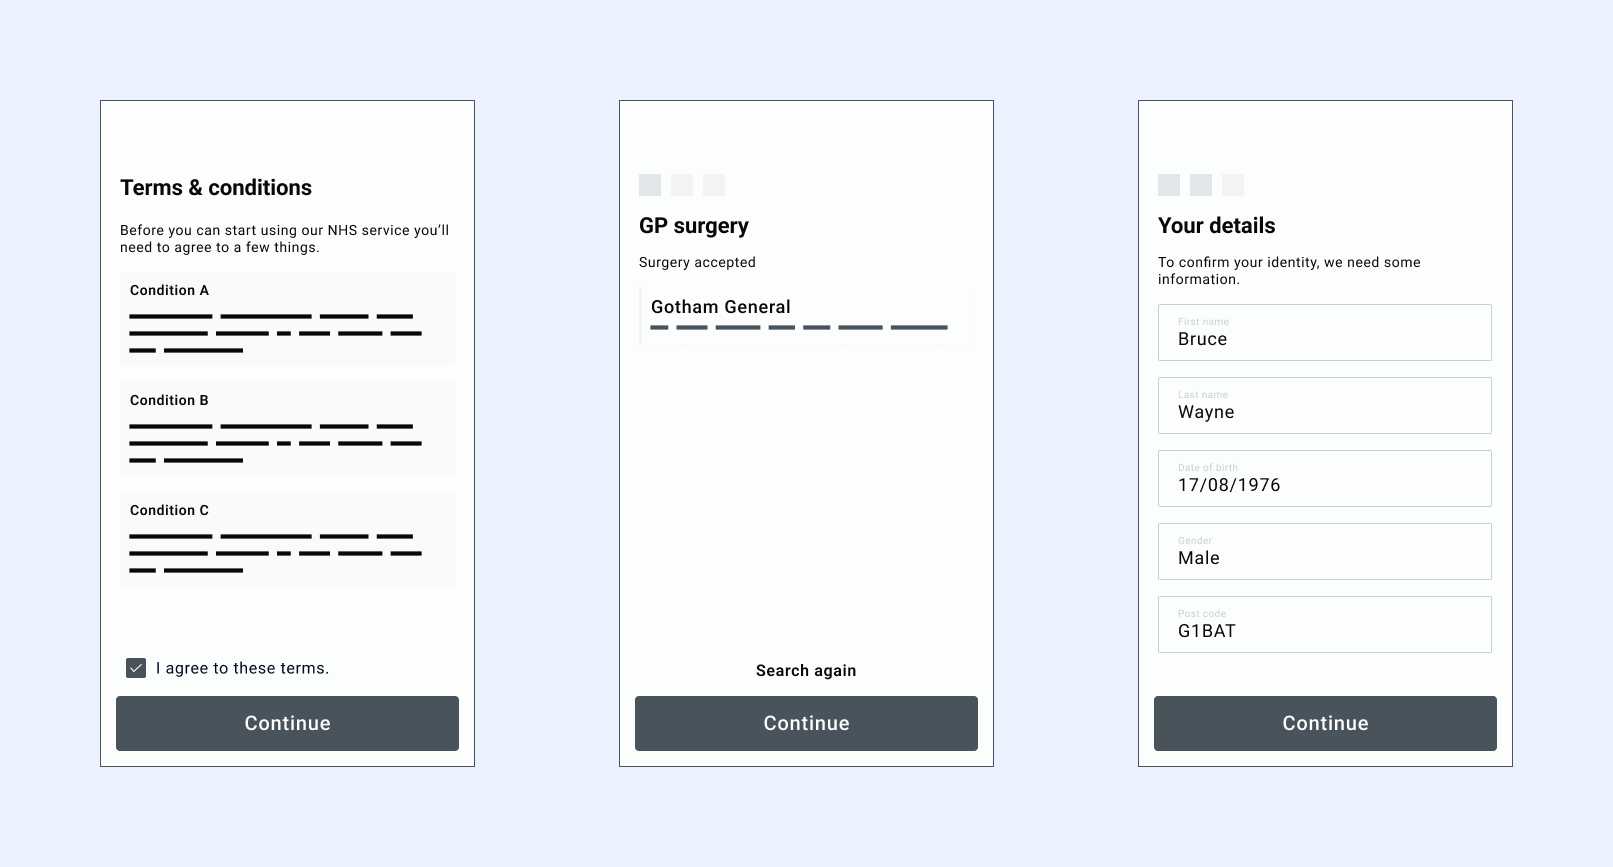 Terms & conditions
Before you can start using our NHS service you’ll
need to agree to a few things.
Condition A
Condition B
Condition C
I agree to these terms.
Continue
GP surgery
Surgery accepted
Gotham General
Search again
Continue
Your details
To confirm your identity, we need some
information.
First name
Bruce
Last name
Wayne
Date of birth
17/08/1976
Gender
Male
Post code
G1BAT
Continue